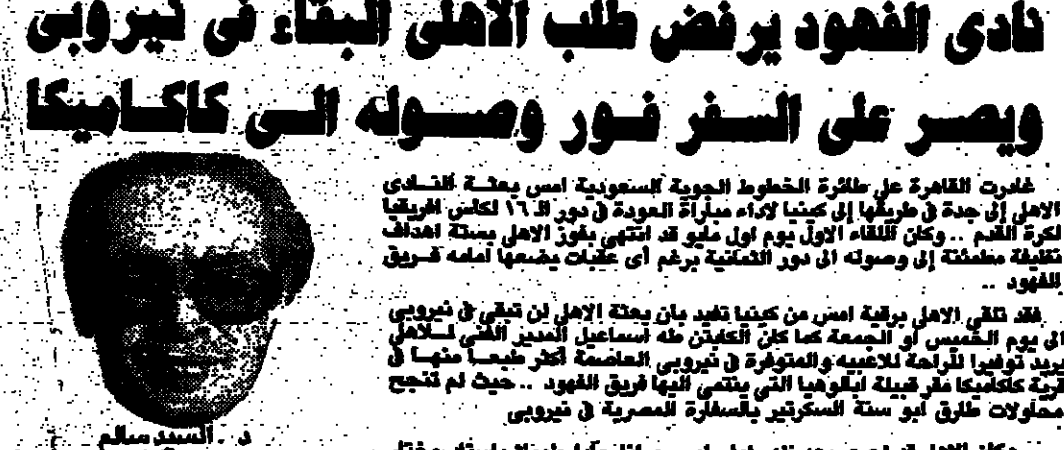 نادى الفهود يرفض طلب الاهلى البقاء فى نيروبى
ويصر على السفر فور وصوله الى كاكاميكا
غادرت القاهرة على طائرة الخطوط الجوية السعودية امس بعثة النادى
الاهلى إلى جدة فى طريقها إلى كينيا لاداء مباراة العودة فى دور الـ ١٦ لكاس افريقيا
لكرة القدم .. وكان اللقاء الاول يوم اول مايو قد انتهى بفوز الاهلى بستة اهداف
نظيفة مطمئنة إلى وصوله الى دور الثمانية برغم أى عقبات يضعها امامه فريق
الفهود ..
فقد تلقى الاهلى برقية امس من كينيا تفيد بان بعثة الاهلى لن تبقى فى نيروبى
الى يوم الخميس او الجمعة كما كان الكابتن طه اسماعيل المدير الفنى للاهلى
يريد توفيرا للراحة للاعبيه والمتوفرة فى نيروبى العاصمة اكثر طبعا منها فى
قرية كاكاميكا مقر قبيلة ابالوهيا التى ينتمى اليها فريق الفهود .. حيث لم تنجح
محاولات طارق ابو سنة السكرتير بالسفارة المصرية فى نيروبى
د . السيد سالم